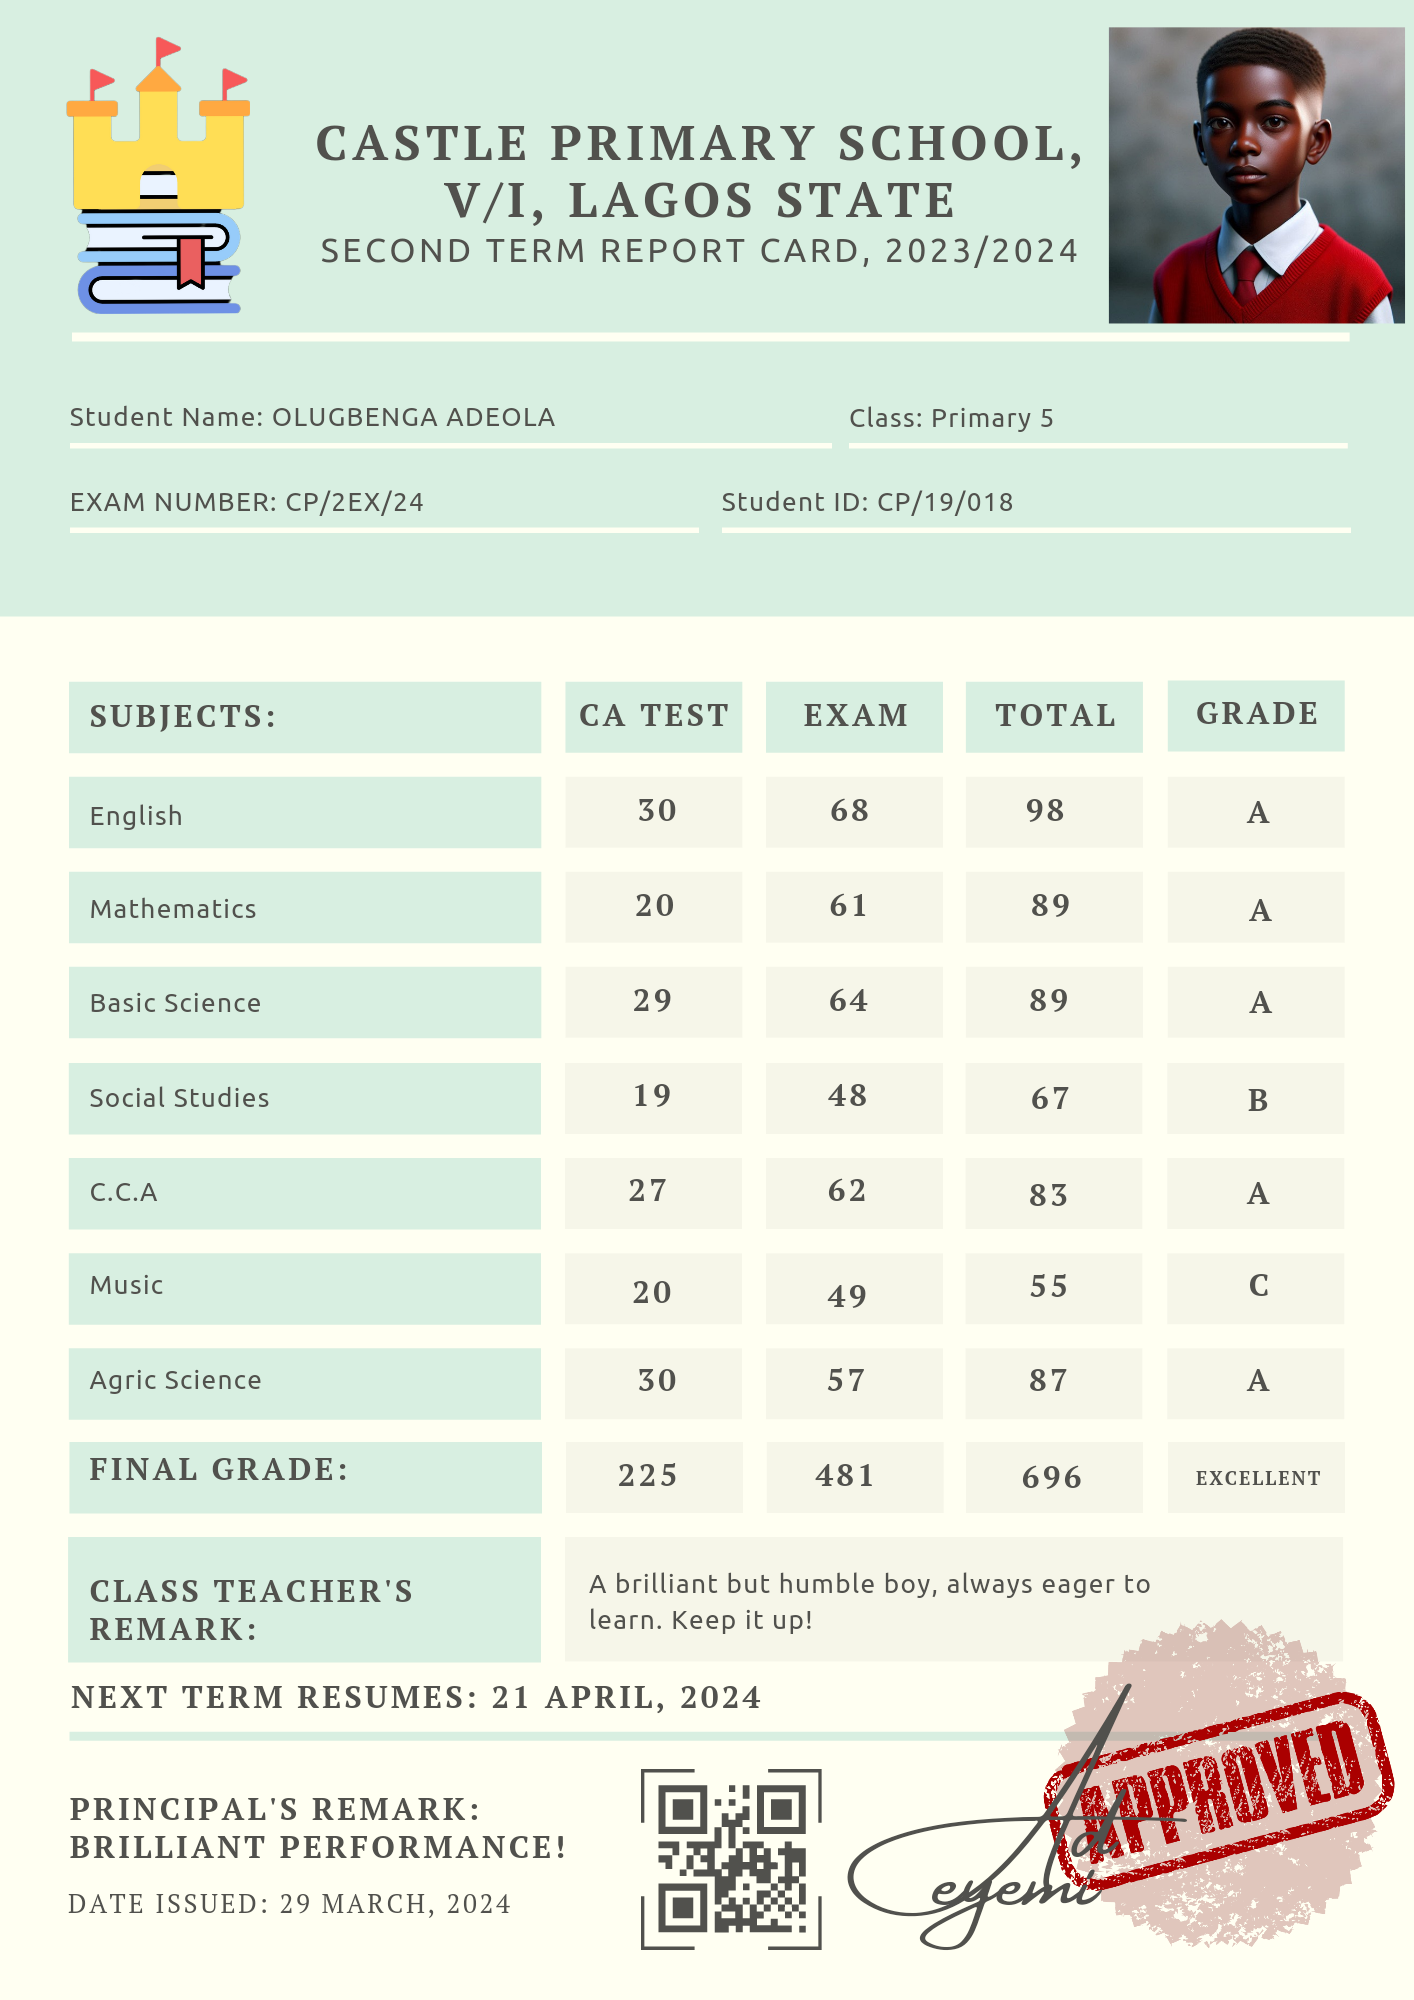 CASTLE PRIMARY SCHOOL,
V/I, LAGOS STATE
SECOND TERM REPORT CARD, 2023/2024
Student Name: OLUGBENGA ADEOLA
Class: Primary 5
EXAM NUMBER: CP/2EX/24
Student ID: CP/19/018
SUBJECTS: CA TEST EXAM TOTAL GRADE
English 30 68 98 A
Mathematics 20 61 89 A
Basic Science 29 64 89 A
Social Studies 19 48 67 B
C.C.A 27 62 83 A
Music 20 49 55 C
Agric Science 30 57 87 A
FINAL GRADE: 225 481 696 EXCELLENT
CLASS TEACHER'S
REMARK:
A brilliant but humble boy, always eager to
learn. Keep it up!
NEXT TERM RESUMES: 21 APRIL, 2024
PRINCIPAL'S REMARK:
BRILLIANT PERFORMANCE!
DATE ISSUED: 29 MARCH, 2024
APPROVED
Ad
eyemi